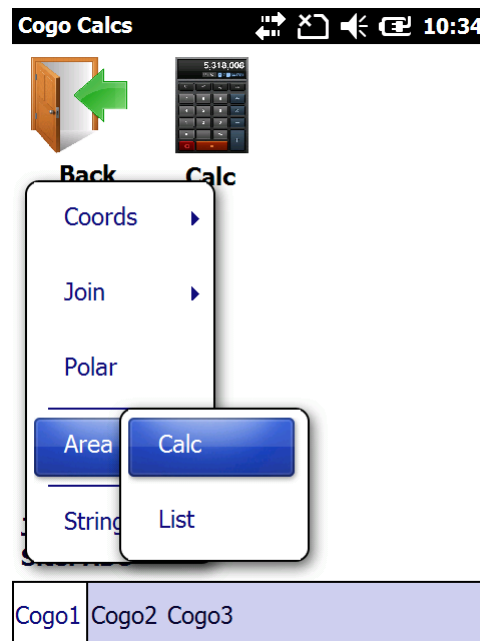 Cogo Calcs 10:34
5,318,006
Back Calc
Coords
Join
Polar
Area Calc
String List
Cogo1 Cogo2 Cogo3